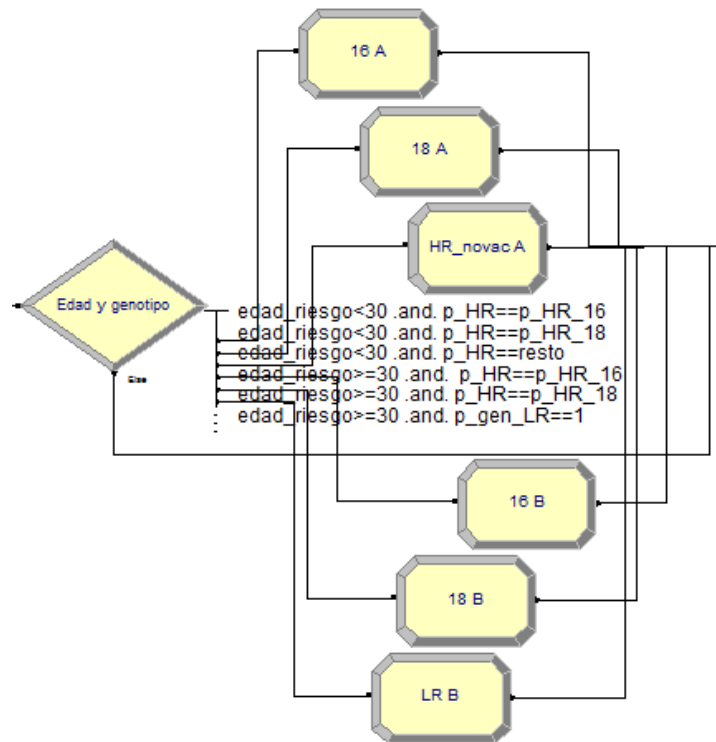 16 A
18 A
HR_novac A
Edad y genotipo
edad_riesgo<30 .and. p_HR==p_HR_16
edad_riesgo<30 .and. p_HR==p_HR_18
edad_riesgo<30 .and. p_HR==resto
edad_riesgo>=30 .and. p_HR==p_HR_16
edad_riesgo>=30 .and. p_HR==p_HR_18
edad_riesgo>=30 .and. p_gen_LR==1
Else
16 B
18 B
LR B